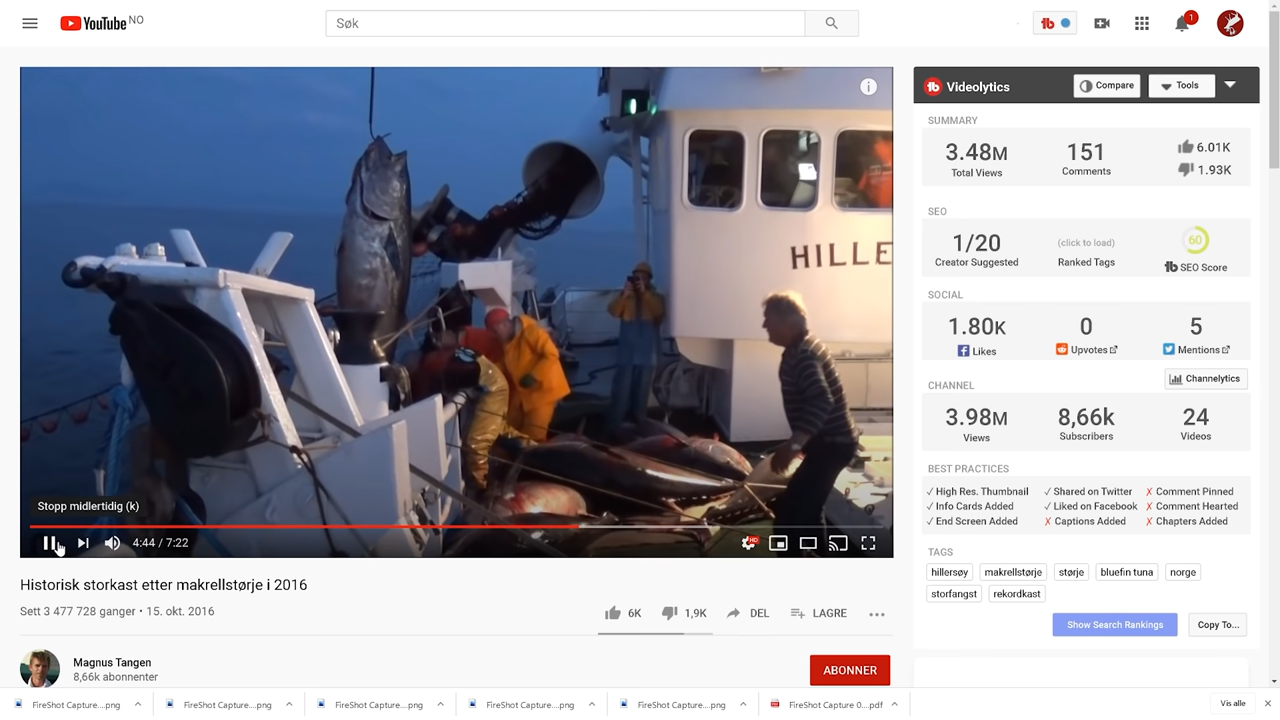 YouTube NO
Søk
1
HILLE
Stopp midlertidig (k)
4:44 / 7:22
HD
Historisk storkast etter makrellstørje i 2016
Sett 3 477 728 ganger • 15. okt. 2016
6K
1,9K
DEL
LAGRE
Magnus Tangen
8,66k abonnenter
ABONNER
tb
tb Videolytics
Compare
Tools
SUMMARY
3.48M
Total Views
151
Comments
6.01K
1.93K
SEO
1/20
Creator Suggested
(click to load)
Ranked Tags
60
tb SEO Score
SOCIAL
1.80K
Likes
0
Upvotes
5
Mentions
Channelytics
CHANNEL
3.98M
Views
8,66k
Subscribers
24
Videos
BEST PRACTICES
✓ High Res. Thumbnail ✓ Shared on Twitter ✗ Comment Pinned
✓ Info Cards Added ✓ Liked on Facebook ✗ Comment Hearted
✓ End Screen Added ✗ Captions Added ✗ Chapters Added
TAGS
hillersøy makrellstørje størje bluefin tuna norge
storfangst rekordkast
Show Search Rankings
Copy To...
FireShot Capture....png
FireShot Capture....png
FireShot Capture....png
FireShot Capture....png
FireShot Capture....png
FireShot Capture 0....pdf
Vis alle